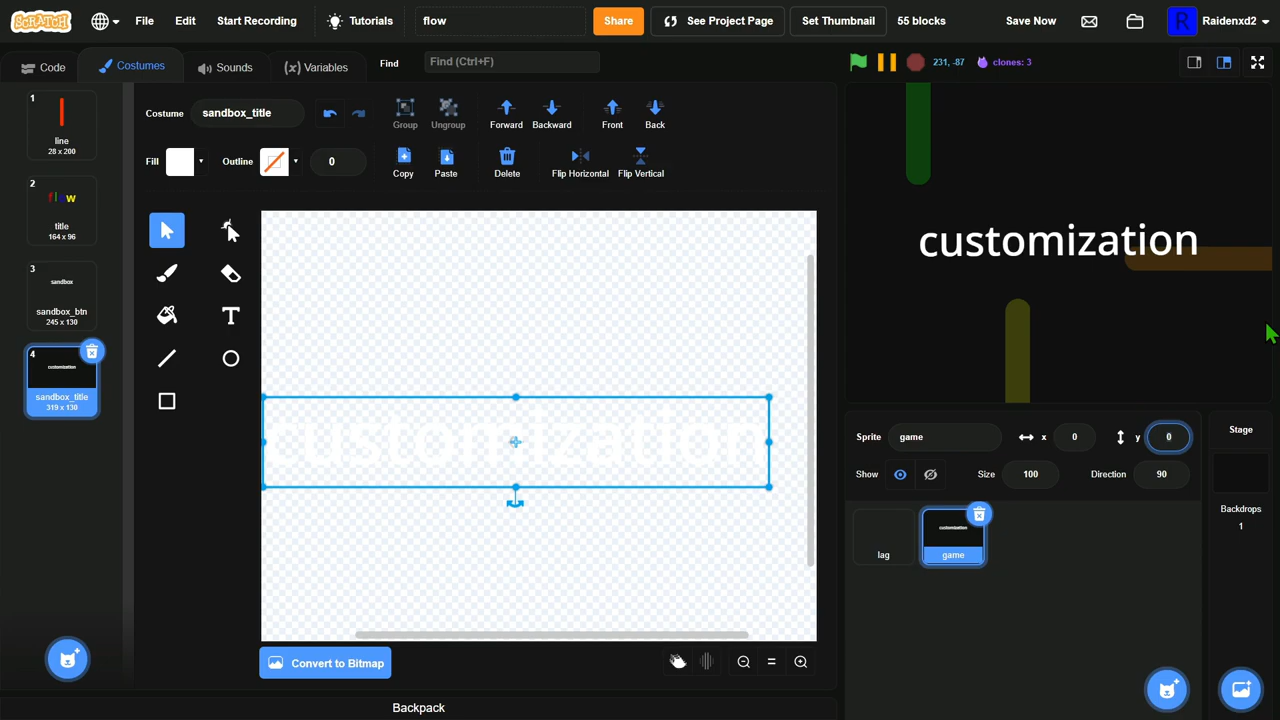 SCRATCH File Edit Start Recording Tutorials flow Share See Project Page Set Thumbnail 55 blocks Save Now R Raidenxd2
Code Costumes Sounds (x) Variables Find Find (Ctrl+F) 231, -87 clones: 3
1
line
28 x 200
2
flow
title
164 x 96
3
sandbox
sandbox_btn
245 x 130
4
customization
sandbox_title
319 x 130
Costume sandbox_title Group Ungroup Forward Backward Front Back
Fill Outline 0 Copy Paste Delete Flip Horizontal Flip Vertical
T
customization
Convert to Bitmap
Backpack
customization
Sprite game x 0 y 0
Show Size 100 Direction 90
lag
customization
game
Stage
Backdrops
1